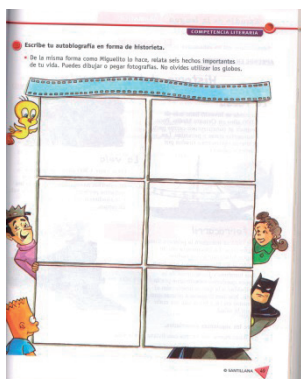 COMPETENCIA LITERARIA
Escribe tu autobiografía en forma de historieta.
• De la misma forma como Miguelito la hace, relata seis hechos importantes
de tu vida. Puedes dibujar o pegar fotografías. No olvides utilizar los globos.
© SANTILLANA